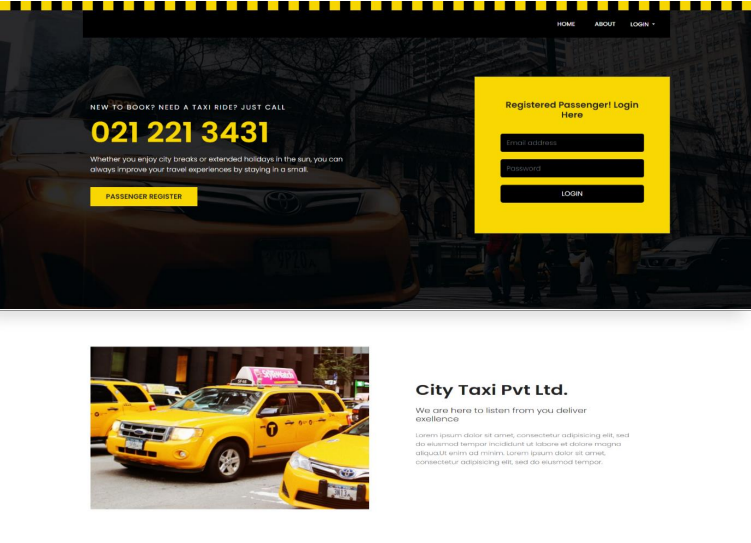 HOME ABOUT LOGIN
NEW TO BOOK? NEED A TAXI RIDE? JUST CALL
021 221 3431
Whether you enjoy city breaks or extended holidays in the sun, you can
always improve your travel experiences by staying in a small.
PASSENGER REGISTER
Registered Passenger! Login
Here
Email address
Password
LOGIN
T
City Taxi Pvt Ltd.
We are here to listen from you deliver
exellence
Lorem ipsum dolor sit amet, consectetur adipisicing elit, sed
do eiusmod tempor incididunt ut labore et dolore magna
aliqua.Ut enim ad minim. Lorem ipsum dolor sit amet,
consectetur adipisicing elit, sed do eiusmod tempor.